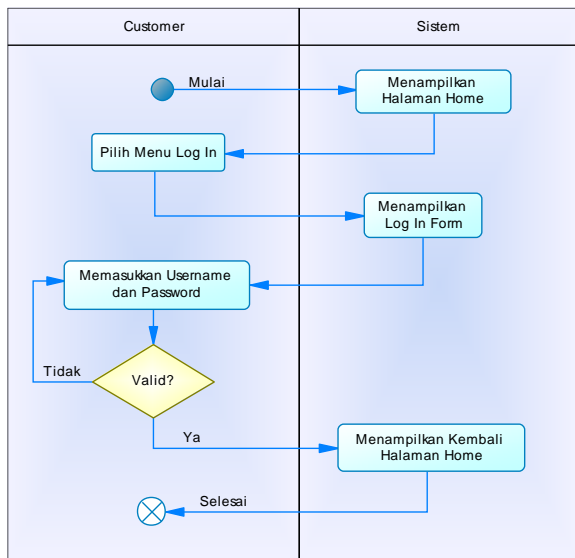 Customer
Sistem
Mulai
Menampilkan
Halaman Home
Pilih Menu Log In
Menampilkan
Log In Form
Memasukkan Username
dan Password
Tidak
Valid?
Ya
Menampilkan Kembali
Halaman Home
Selesai